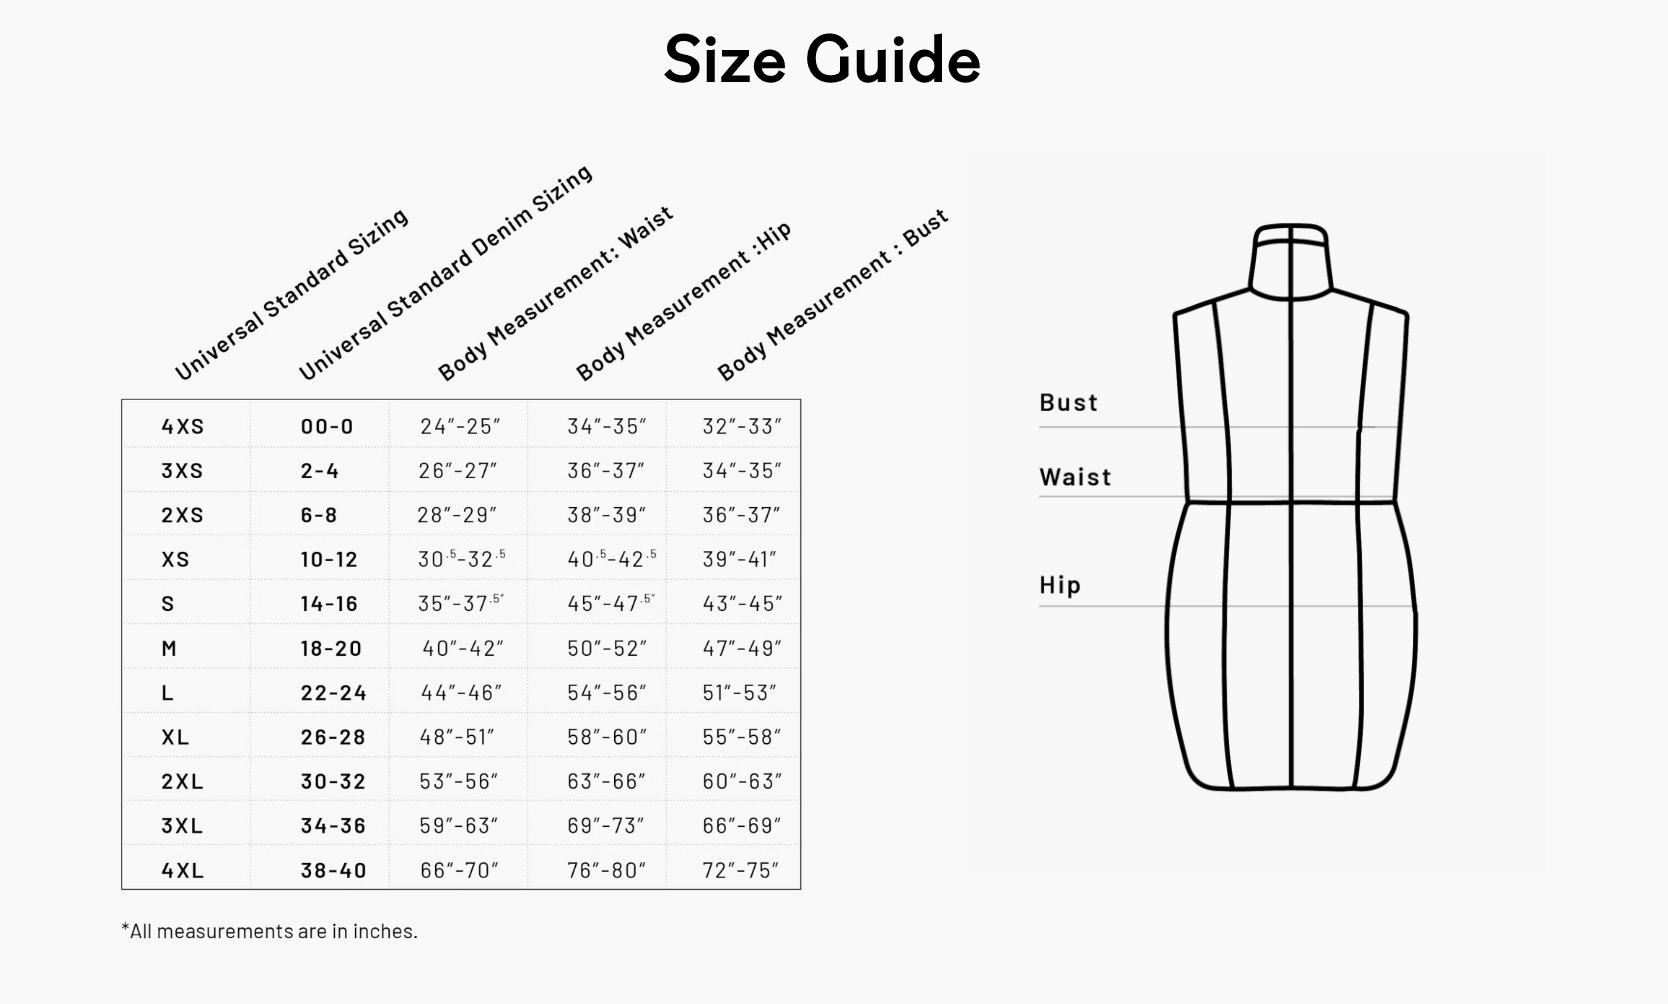 Size Guide
Universal Standard Sizing
Universal Standard Denim Sizing
Body Measurement: Waist
Body Measurement :Hip
Body Measurement : Bust
4XS 00-0 24″-25″ 34″-35″ 32″-33″
3XS 2-4 26″-27″ 36″-37″ 34″-35″
2XS 6-8 28″-29″ 38″-39″ 36″-37″
XS 10-12 30.5-32.5 40.5-42.5 39″-41″
S 14-16 35″-37.5″ 45″-47.5″ 43″-45″
M 18-20 40″-42″ 50″-52″ 47″-49″
L 22-24 44″-46″ 54″-56″ 51″-53″
XL 26-28 48″-51″ 58″-60″ 55″-58″
2XL 30-32 53″-56″ 63″-66″ 60″-63″
3XL 34-36 59″-63″ 69″-73″ 66″-69″
4XL 38-40 66″-70″ 76″-80″ 72″-75″
*All measurements are in inches.
Bust
Waist
Hip